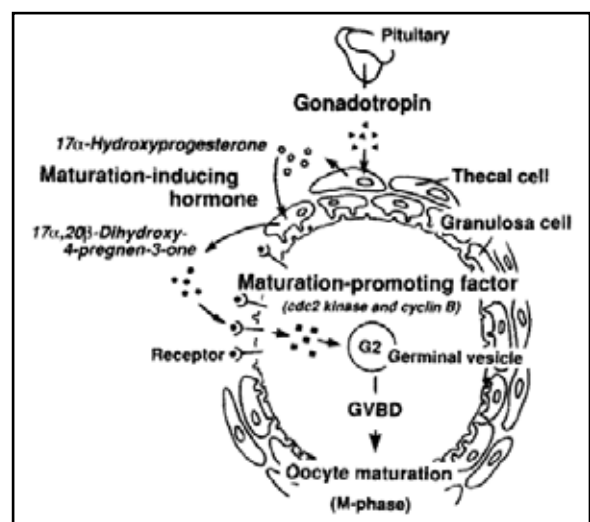 Pituitary
Gonadotropin
17α-Hydroxyprogesterone
Maturation-inducing
hormone
Thecal cell
Granulosa cell
17α,20β-Dihydroxy-
4-pregnen-3-one
Maturation-promoting factor
(cdc2 kinase and cyclin B)
G2
Receptor
Germinal vesicle
GVBD
Oocyte maturation
(M-phase)